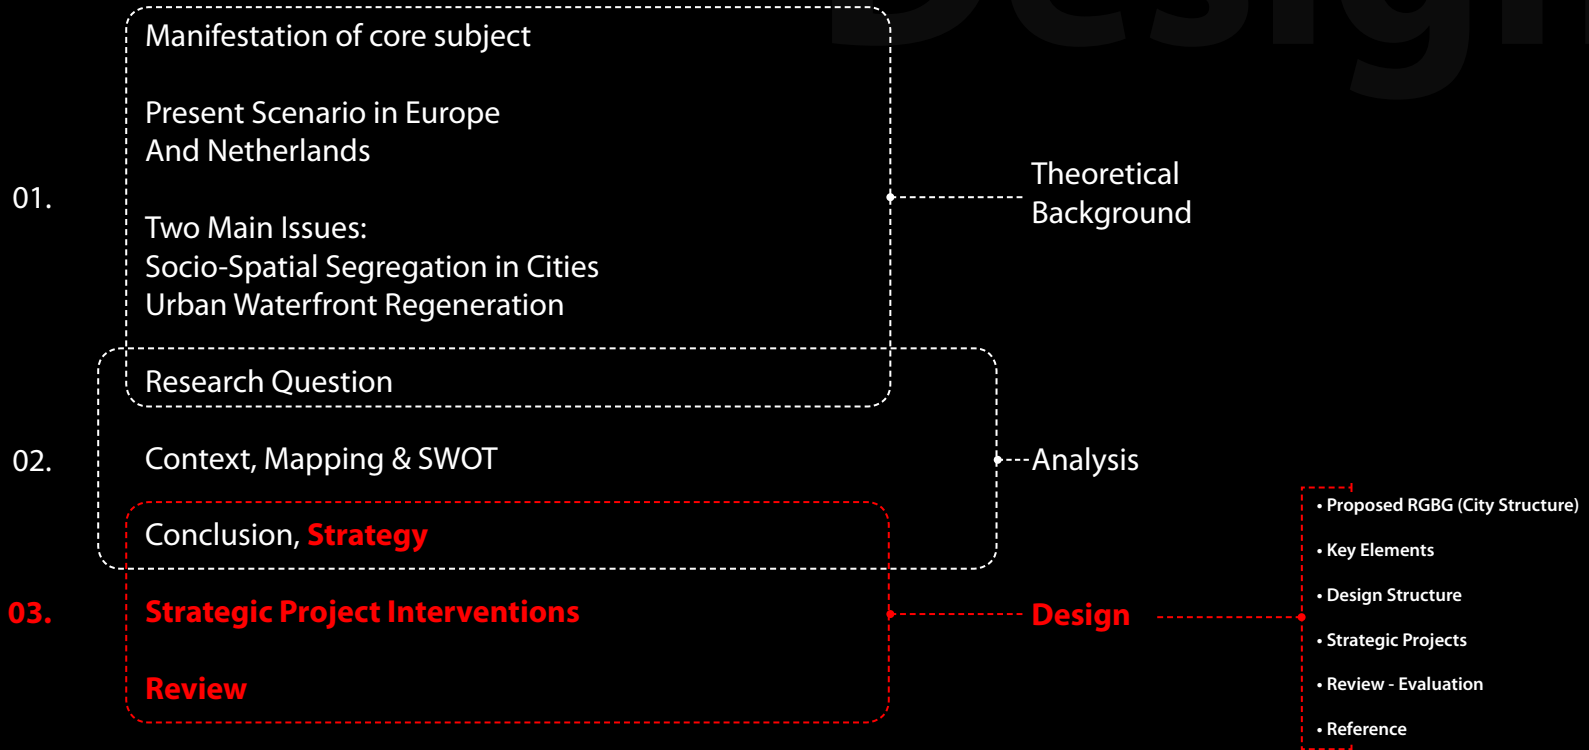 Design
Manifestation of core subject
Present Scenario in Europe
And Netherlands
01.
Two Main Issues:
Socio-Spatial Segregation in Cities
Urban Waterfront Regeneration
Theoretical
Background
Research Question
02.
Context, Mapping & SWOT
Analysis
Conclusion, Strategy
03.
Strategic Project Interventions
Review
Design
• Proposed RGBG (City Structure)
• Key Elements
• Design Structure
• Strategic Projects
• Review - Evaluation
• Reference